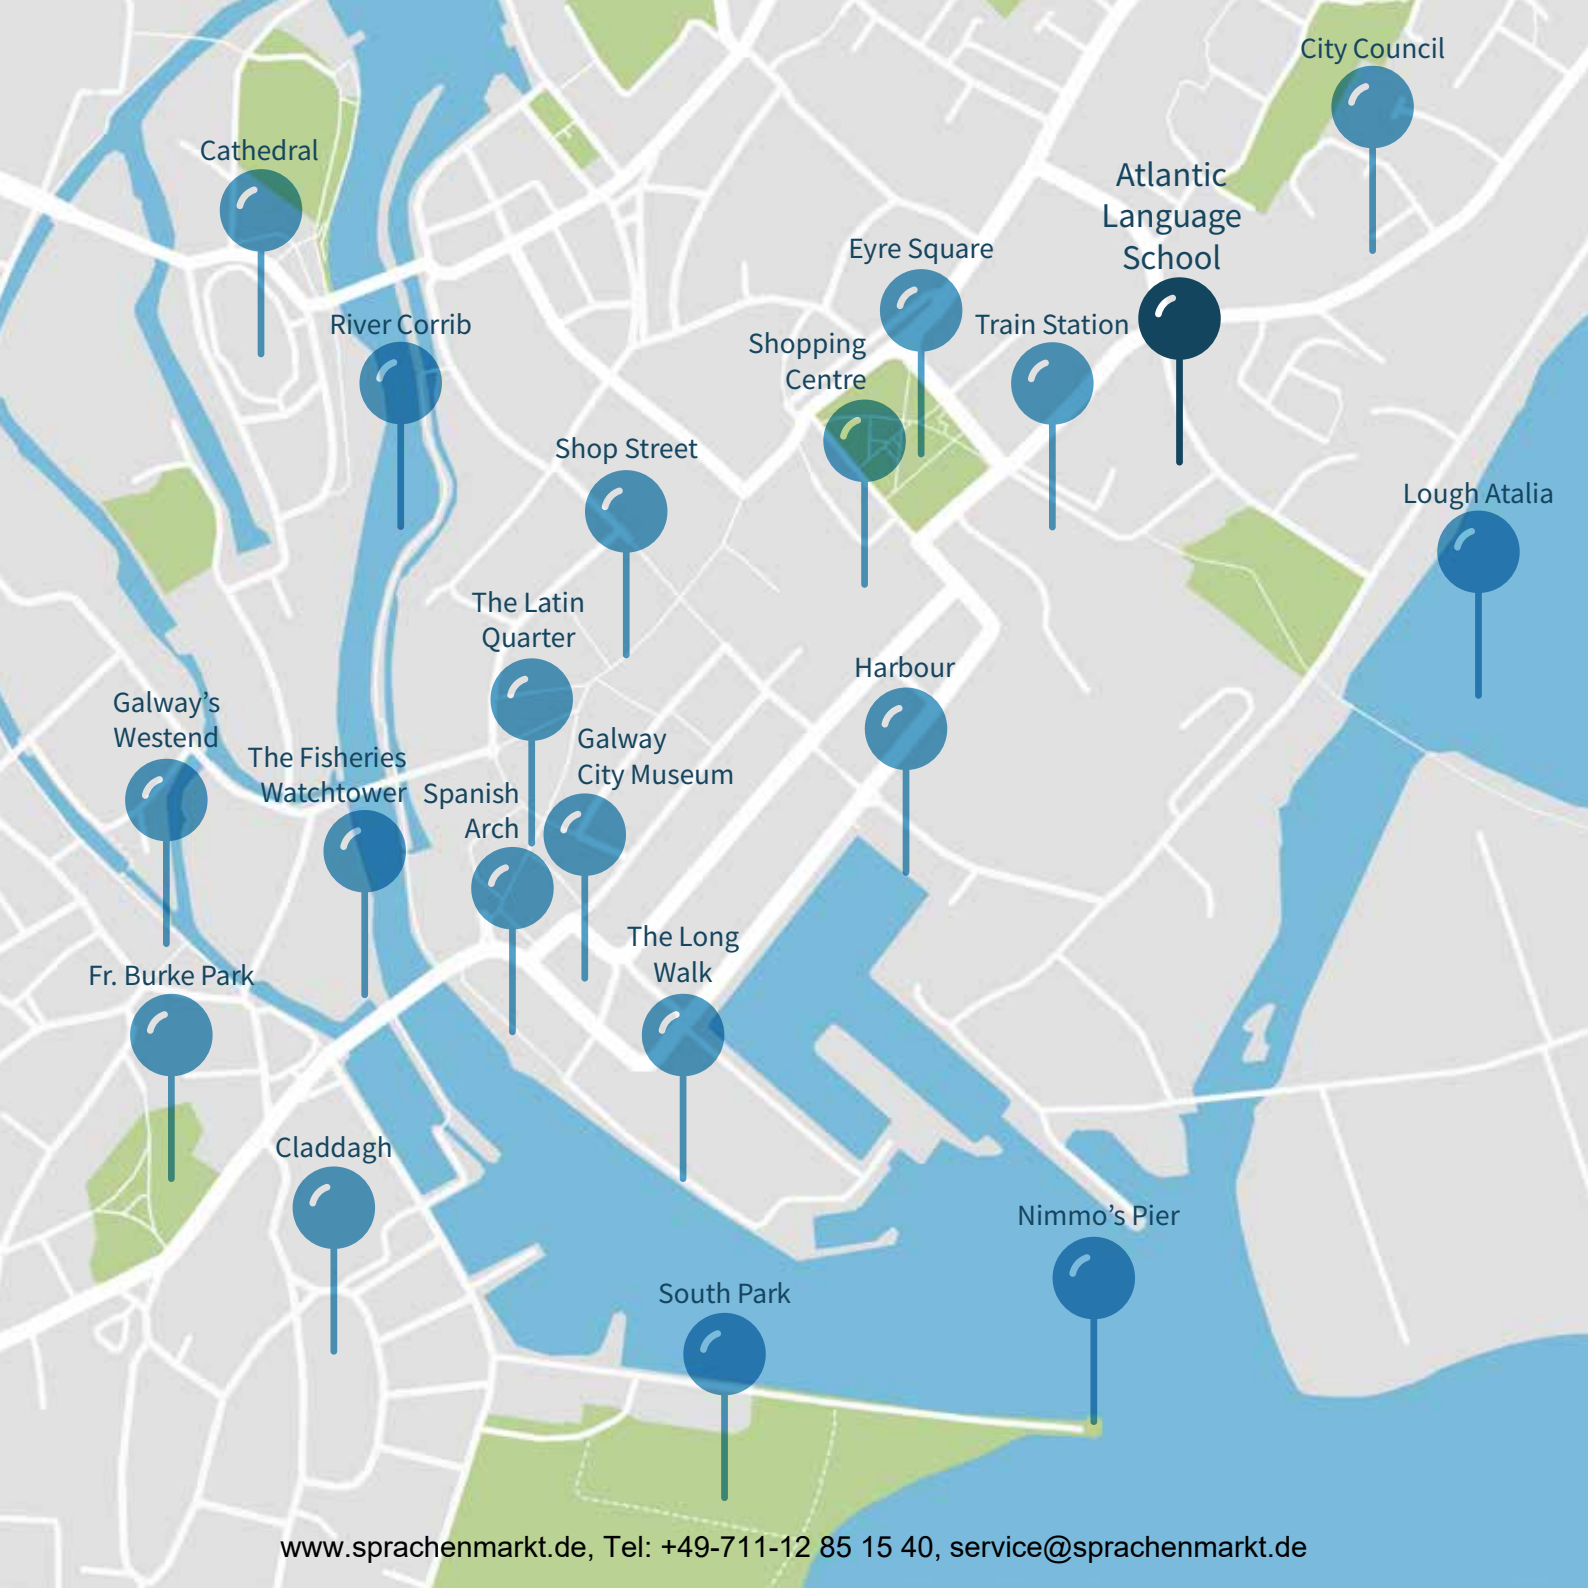 City Council
Cathedral
Atlantic
Language
School
Eyre Square
River Corrib
Train Station
Shopping
Centre
Shop Street
Lough Atalia
The Latin
Quarter
Harbour
Galway's
Westend
The Fisheries
Watchtower
Galway
City Museum
Spanish
Arch
The Long
Walk
Fr. Burke Park
Claddagh
Nimmo's Pier
South Park
www.sprachenmarkt.de, Tel: +49-711-12 85 15 40, service@sprachenmarkt.de